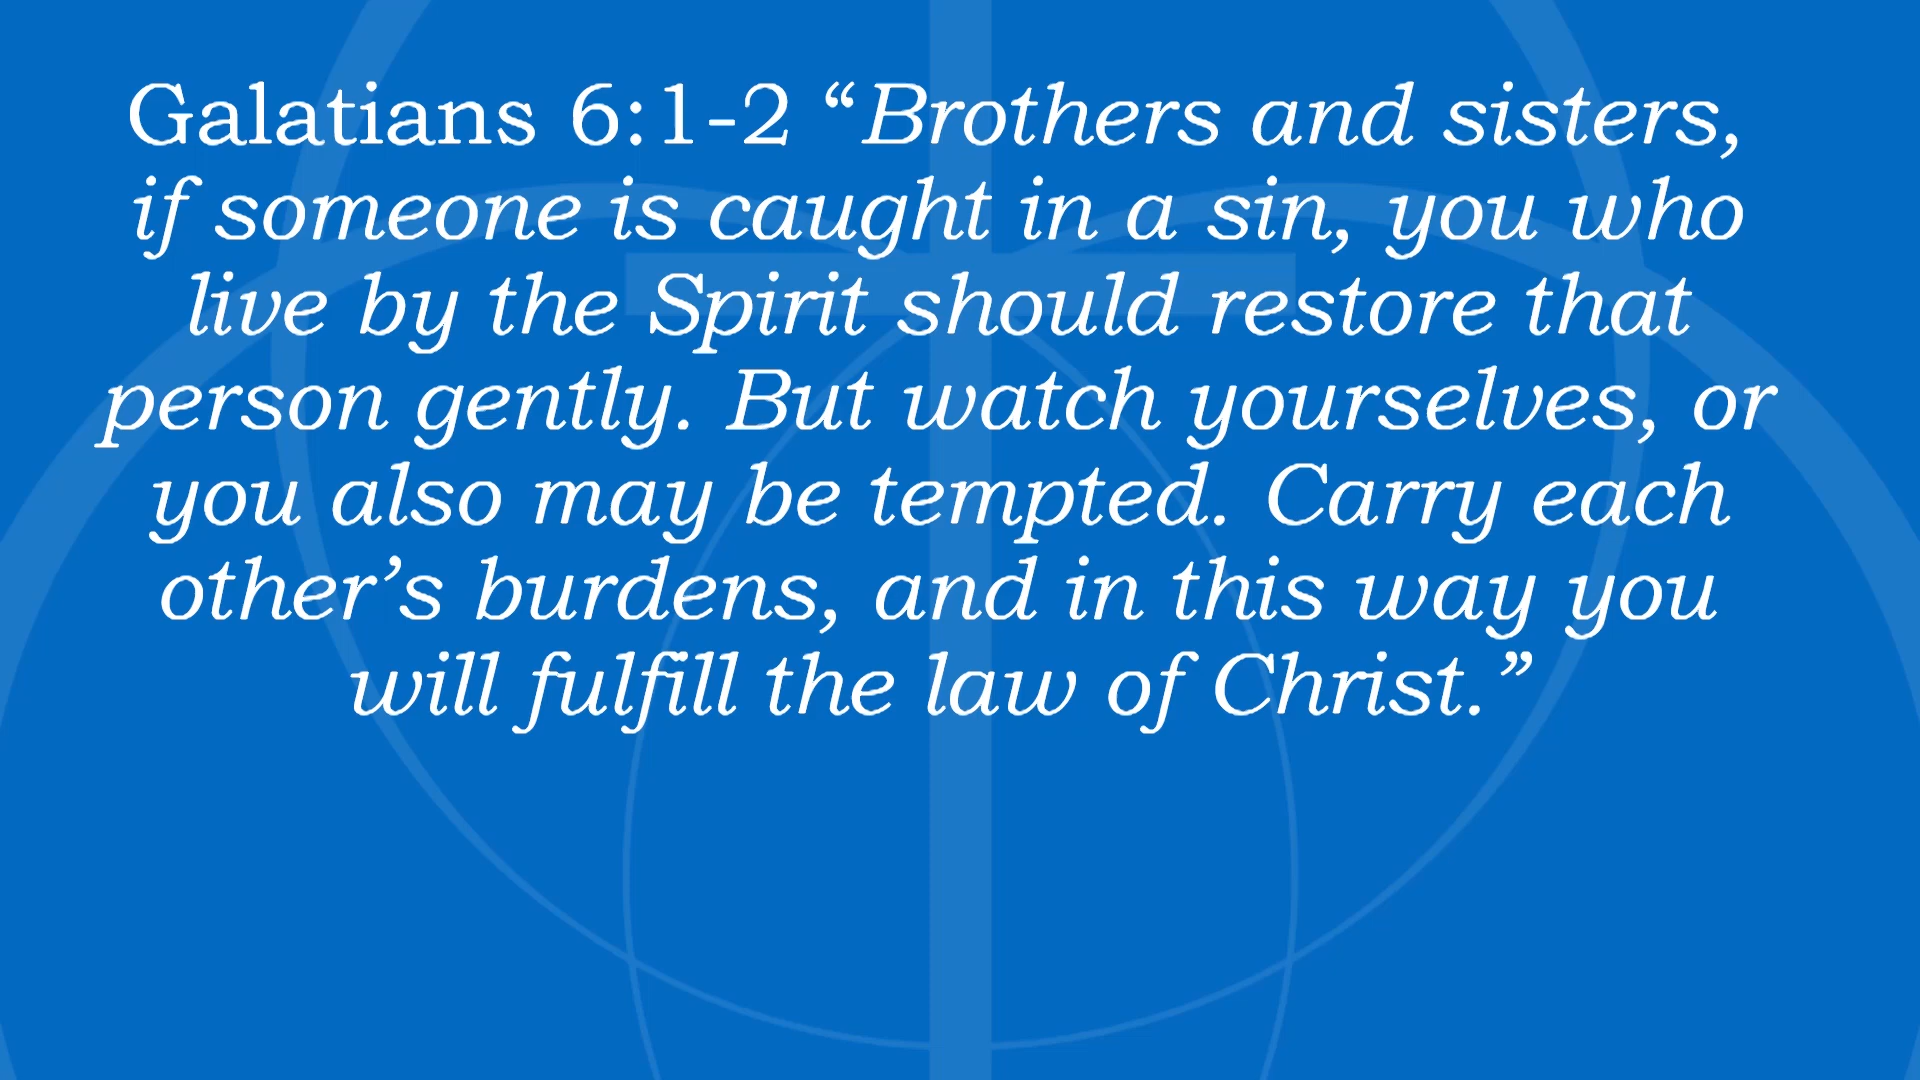 Galatians 6:1-2 “Brothers and sisters,
if someone is caught in a sin, you who
live by the Spirit should restore that
person gently. But watch yourselves, or
you also may be tempted. Carry each
other’s burdens, and in this way you
will fulfill the law of Christ.”